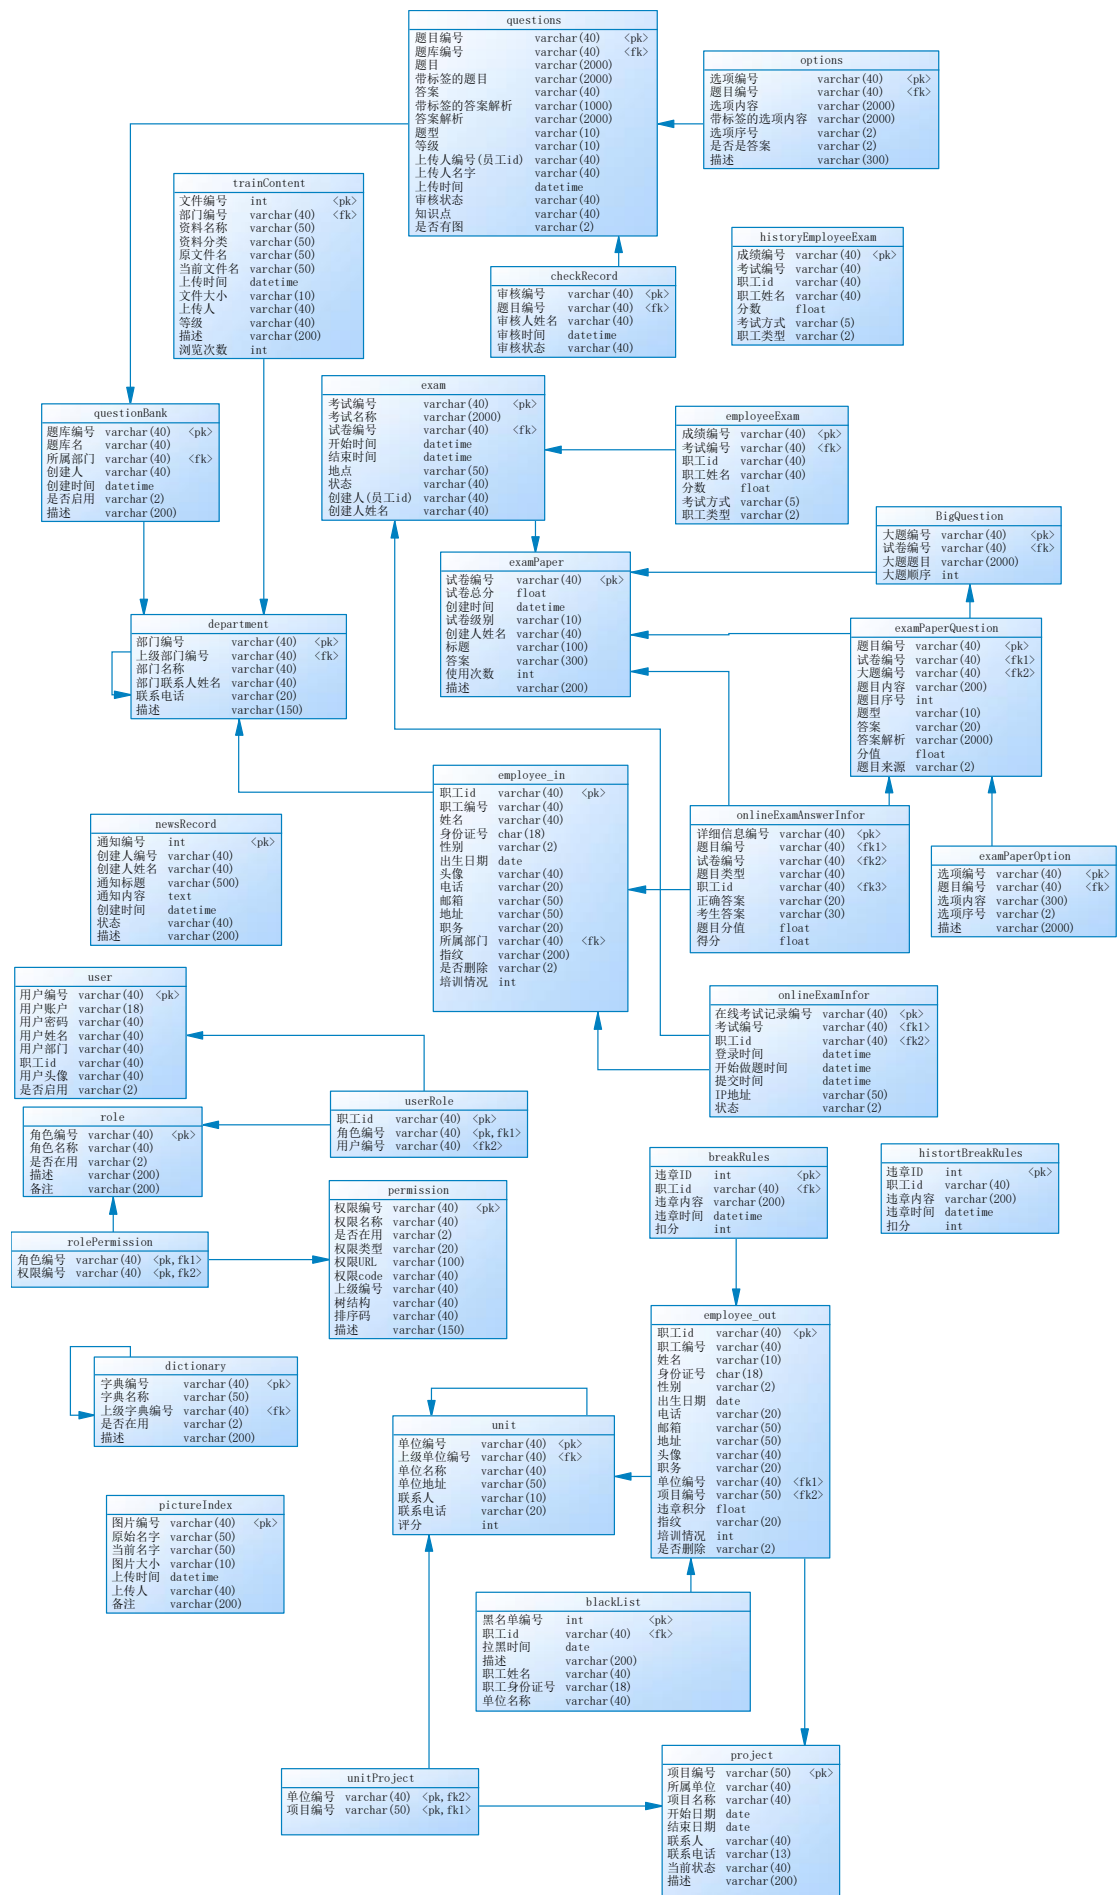 questions
题目编号 varchar(40) <pk>
题库编号 varchar(40) <fk>
题目 varchar(2000)
带标签的题目 varchar(2000)
答案 varchar(40)
带标签的答案解析 varchar(1000)
答案解析 varchar(2000)
题型 varchar(10)
等级 varchar(10)
上传人编号(员工id) varchar(40)
上传人名字 varchar(40)
上传时间 datetime
审核状态 varchar(40)
知识点 varchar(40)
是否有图 varchar(2)
options
选项编号 varchar(40) <pk>
题目编号 varchar(40) <fk>
选项内容 varchar(2000)
带标签的选项内容 varchar(2000)
选项序号 varchar(2)
是否是答案 varchar(2)
描述 varchar(300)
trainContent
文件编号 int <pk>
部门编号 varchar(40) <fk>
资料名称 varchar(50)
资料分类 varchar(50)
原文件名 varchar(50)
当前文件名 varchar(50)
上传时间 datetime
文件大小 varchar(10)
上传人 varchar(40)
等级 varchar(40)
描述 varchar(200)
浏览次数 int
historyEmployeeExam
成绩编号 varchar(40) <pk>
考试编号 varchar(40)
职工id varchar(40)
职工姓名 varchar(40)
分数 float
考试方式 varchar(5)
职工类型 varchar(2)
checkRecord
审核编号 varchar(40) <pk>
题目编号 varchar(40) <fk>
审核人姓名 varchar(40)
审核时间 datetime
审核状态 varchar(40)
exam
考试编号 varchar(40) <pk>
考试名称 varchar(2000)
试卷编号 varchar(40) <fk>
开始时间 datetime
结束时间 datetime
地点 varchar(50)
状态 varchar(40)
创建人(员工id) varchar(40)
创建人姓名 varchar(40)
questionBank
题库编号 varchar(40) <pk>
题库名 varchar(40)
所属部门 varchar(40) <fk>
创建人 varchar(40)
创建时间 datetime
是否启用 varchar(2)
描述 varchar(200)
employeeExam
成绩编号 varchar(40) <pk>
考试编号 varchar(40) <fk>
职工id varchar(40)
职工姓名 varchar(40)
分数 float
考试方式 varchar(5)
职工类型 varchar(2)
BigQuestion
大题编号 varchar(40) <pk>
试卷编号 varchar(40) <fk>
大题题目 varchar(2000)
大题顺序 int
examPaper
试卷编号 varchar(40) <pk>
试卷总分 float
创建时间 datetime
试卷级别 varchar(10)
创建人姓名 varchar(40)
标题 varchar(100)
答案 varchar(300)
使用次数 int
描述 varchar(200)
department
部门编号 varchar(40) <pk>
上级部门编号 varchar(40) <fk>
部门名称 varchar(40)
部门联系人姓名 varchar(40)
联系电话 varchar(20)
描述 varchar(150)
examPaperQuestion
题目编号 varchar(40) <pk>
试卷编号 varchar(40) <fk1>
大题编号 varchar(40) <fk2>
题目内容 varchar(200)
题目序号 int
题型 varchar(10)
答案 varchar(20)
答案解析 varchar(2000)
分值 float
题目来源 varchar(2)
employee_in
职工id varchar(40) <pk>
职工编号 varchar(40)
姓名 varchar(40)
身份证号 char(18)
性别 varchar(2)
出生日期 date
头像 varchar(40)
电话 varchar(20)
邮箱 varchar(50)
地址 varchar(50)
职务 varchar(20)
所属部门 varchar(40) <fk>
指纹 varchar(200)
是否删除 varchar(2)
培训情况 int
newsRecord
通知编号 int <pk>
创建人编号 varchar(40)
创建人姓名 varchar(40)
通知标题 varchar(500)
通知内容 text
创建时间 datetime
状态 varchar(40)
描述 varchar(200)
onlineExamAnswerInfor
详细信息编号 varchar(40) <pk>
题目编号 varchar(40) <fk1>
试卷编号 varchar(40) <fk2>
题目类型 varchar(40)
职工id varchar(40) <fk3>
正确答案 varchar(20)
考生答案 varchar(30)
题目分值 float
得分 float
examPaperOption
选项编号 varchar(40) <pk>
题目编号 varchar(40) <fk>
选项内容 varchar(300)
选项序号 varchar(2)
描述 varchar(2000)
user
用户编号 varchar(40) <pk>
用户账户 varchar(18)
用户密码 varchar(40)
用户姓名 varchar(40)
用户部门 varchar(40)
职工id varchar(40)
用户头像 varchar(40)
是否启用 varchar(2)
onlineExamInfor
在线考试记录编号 varchar(40) <pk>
考试编号 varchar(40) <fk1>
职工id varchar(40) <fk2>
登录时间 datetime
开始做题时间 datetime
提交时间 datetime
IP地址 varchar(50)
状态 varchar(2)
userRole
职工id varchar(40) <pk>
角色编号 varchar(40) <pk,fk1>
用户编号 varchar(40) <fk2>
role
角色编号 varchar(40) <pk>
角色名称 varchar(40)
是否在用 varchar(2)
描述 varchar(200)
备注 varchar(200)
breakRules
违章ID int <pk>
职工id varchar(40) <fk>
违章内容 varchar(200)
违章时间 datetime
扣分 int
histortBreakRules
违章ID int <pk>
职工id varchar(40)
违章内容 varchar(200)
违章时间 datetime
扣分 int
permission
权限编号 varchar(40) <pk>
权限名称 varchar(40)
是否在用 varchar(2)
权限类型 varchar(20)
权限URL varchar(100)
权限code varchar(40)
上级编号 varchar(40)
树结构 varchar(40)
排序码 varchar(40)
描述 varchar(150)
rolePermission
角色编号 varchar(40) <pk,fk1>
权限编号 varchar(40) <pk,fk2>
employee_out
职工id varchar(40) <pk>
职工编号 varchar(40)
姓名 varchar(10)
身份证号 char(18)
性别 varchar(2)
出生日期 date
电话 varchar(20)
邮箱 varchar(50)
地址 varchar(50)
头像 varchar(40)
职务 varchar(20)
单位编号 varchar(40) <fk1>
项目编号 varchar(50) <fk2>
违章积分 float
指纹 varchar(20)
培训情况 int
是否删除 varchar(2)
dictionary
字典编号 varchar(40) <pk>
字典名称 varchar(50)
上级字典编号 varchar(40) <fk>
是否在用 varchar(2)
描述 varchar(200)
unit
单位编号 varchar(40) <pk>
上级单位编号 varchar(40) <fk>
单位名称 varchar(40)
单位地址 varchar(50)
联系人 varchar(10)
联系电话 varchar(20)
评分 int
pictureIndex
图片编号 varchar(40) <pk>
原始名字 varchar(50)
当前名字 varchar(50)
图片大小 varchar(10)
上传时间 datetime
上传人 varchar(40)
备注 varchar(200)
blackList
黑名单编号 int <pk>
职工id varchar(40) <fk>
拉黑时间 date
描述 varchar(200)
职工姓名 varchar(40)
职工身份证号 varchar(18)
单位名称 varchar(40)
project
项目编号 varchar(50) <pk>
所属单位 varchar(40)
项目名称 varchar(40)
开始日期 date
结束日期 date
联系人 varchar(40)
联系电话 varchar(13)
当前状态 varchar(40)
描述 varchar(200)
unitProject
单位编号 varchar(40) <pk,fk2>
项目编号 varchar(50) <pk,fk1>